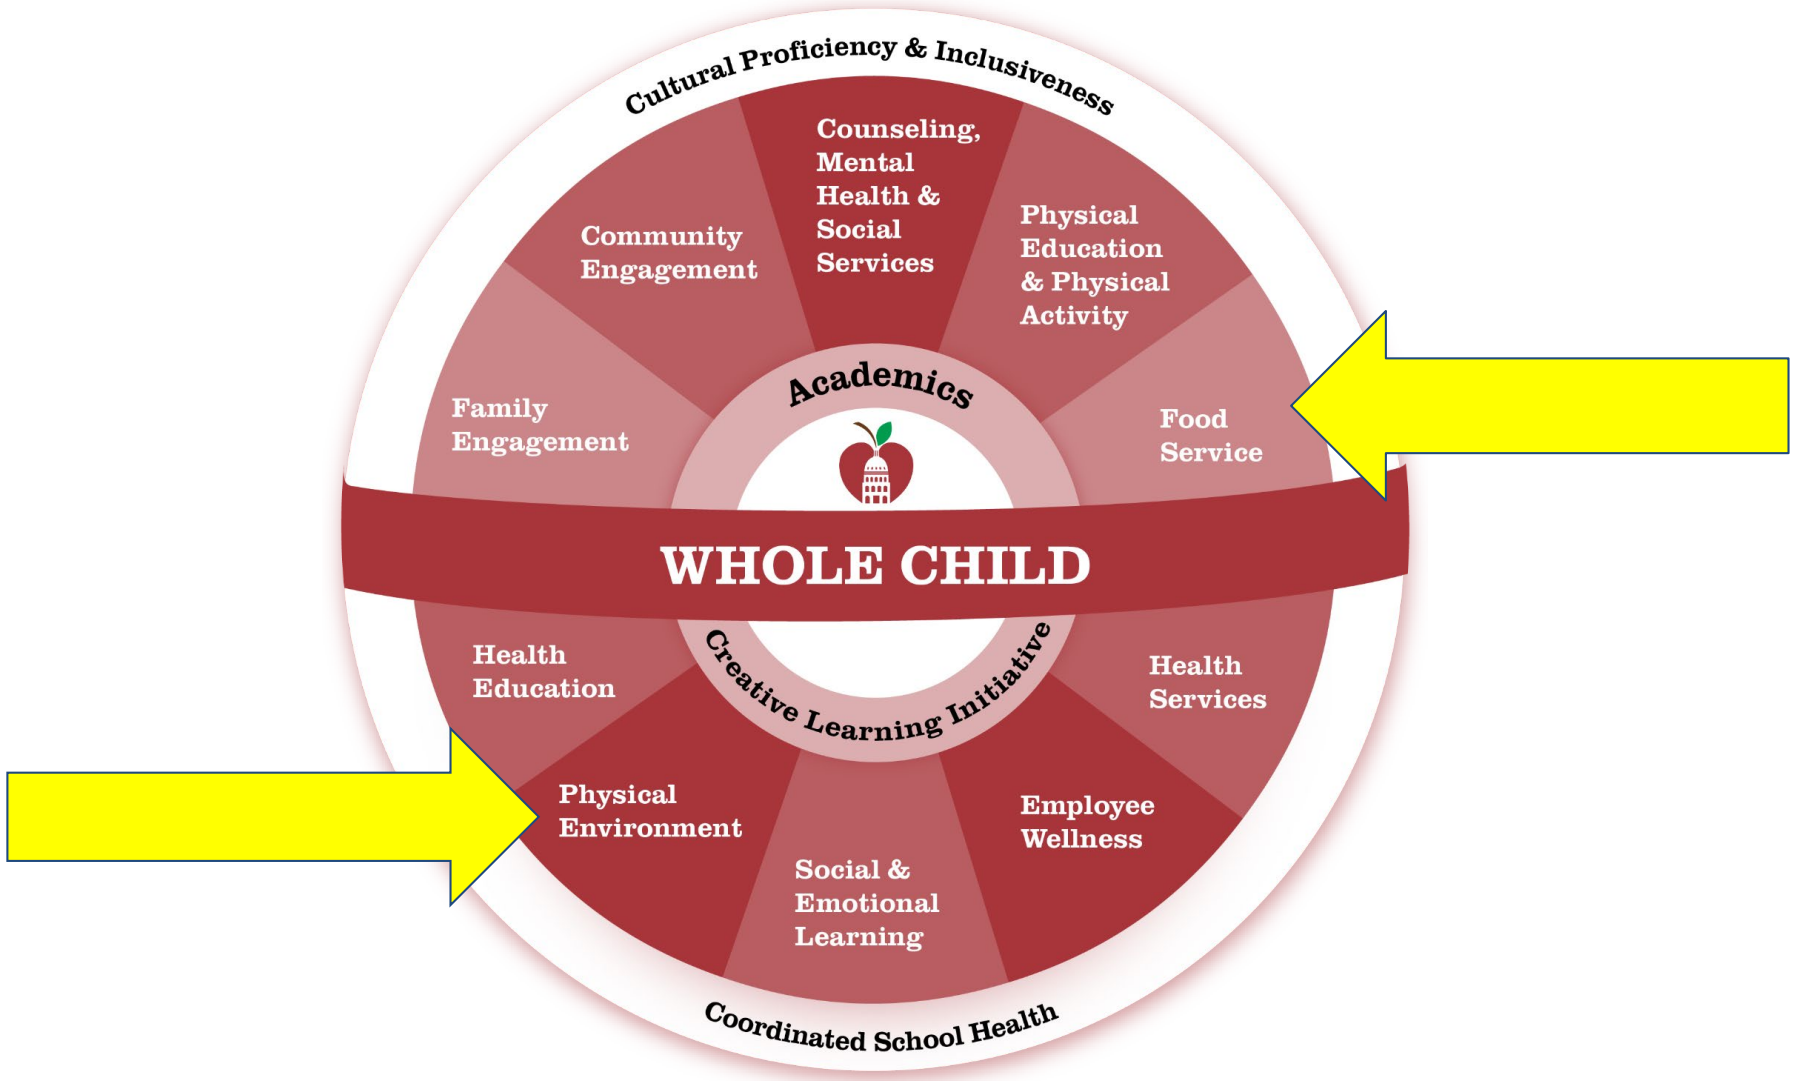 Cultural Proficiency & Inclusiveness
Counseling,
Mental
Health &
Social
Services
Physical
Education
& Physical
Activity
Community
Engagement
Family
Engagement
Food
Service
Academics
WHOLE CHILD
Creative Learning Initiative
Health
Education
Health
Services
Physical
Environment
Employee
Wellness
Social &
Emotional
Learning
Coordinated School Health